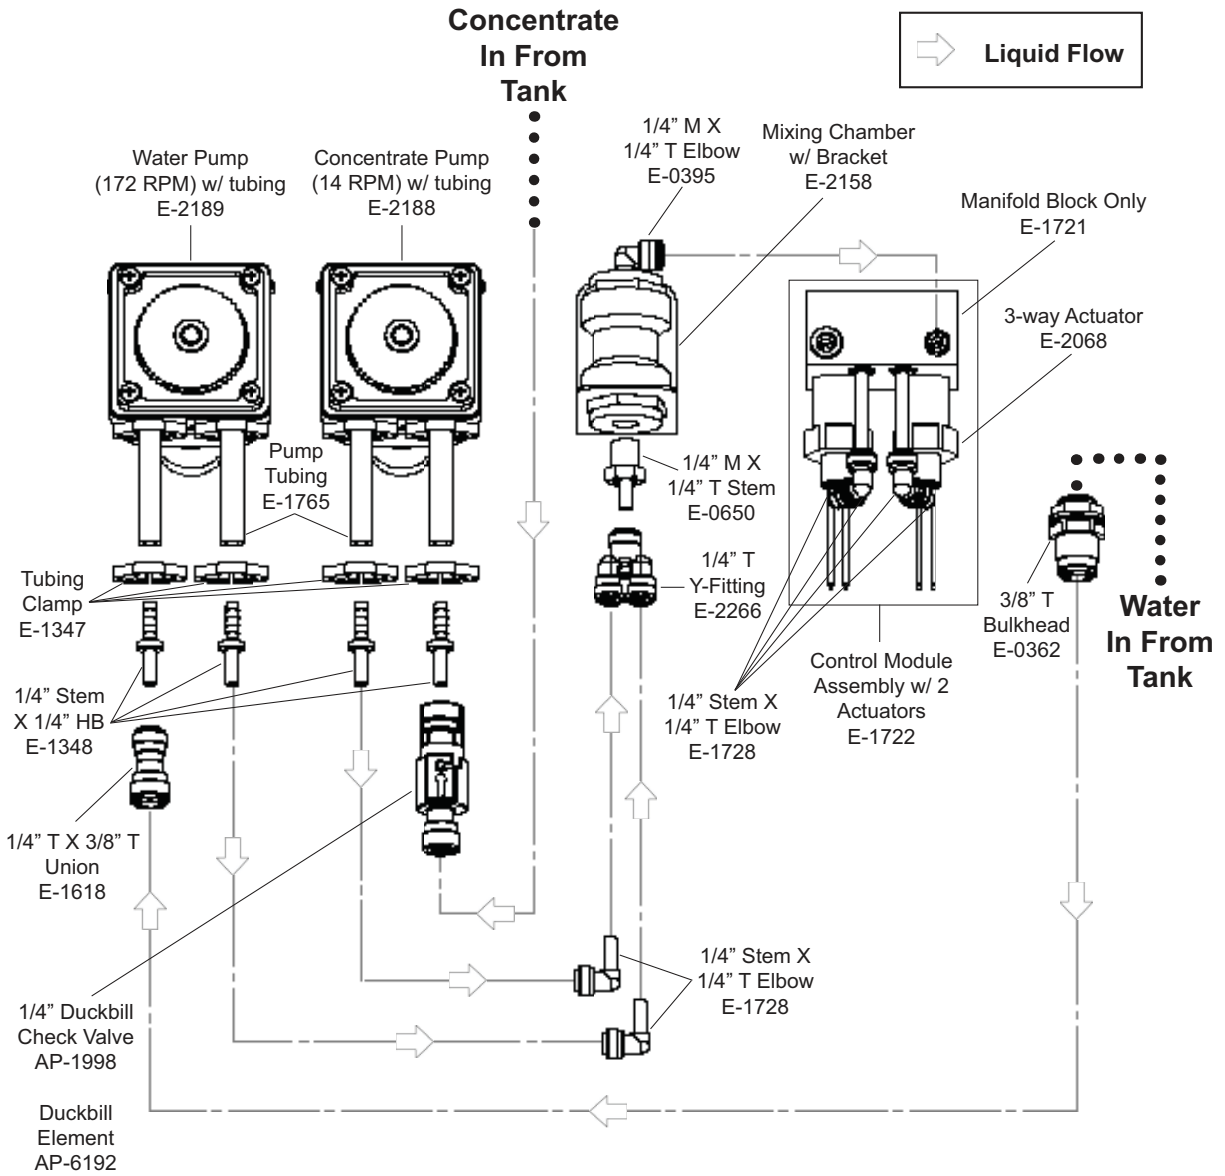 Concentrate
In From
Tank
Liquid Flow
1/4” M X
1/4” T Elbow
E-0395
Mixing Chamber
w/ Bracket
E-2158
Water Pump
(172 RPM) w/ tubing
E-2189
Concentrate Pump
(14 RPM) w/ tubing
E-2188
Manifold Block Only
E-1721
3-way Actuator
E-2068
Pump
Tubing
E-1765
1/4” M X
1/4” T Stem
E-0650
Tubing
Clamp
E-1347
1/4” T
Y-Fitting
E-2266
3/8” T
Bulkhead
E-0362
Water
In From
Tank
1/4” Stem
X 1/4” HB
E-1348
1/4” Stem X
1/4” T Elbow
E-1728
Control Module
Assembly w/ 2
Actuators
E-1722
1/4” T X 3/8” T
Union
E-1618
1/4” Stem X
1/4” T Elbow
E-1728
1/4” Duckbill
Check Valve
AP-1998
Duckbill
Element
AP-6192